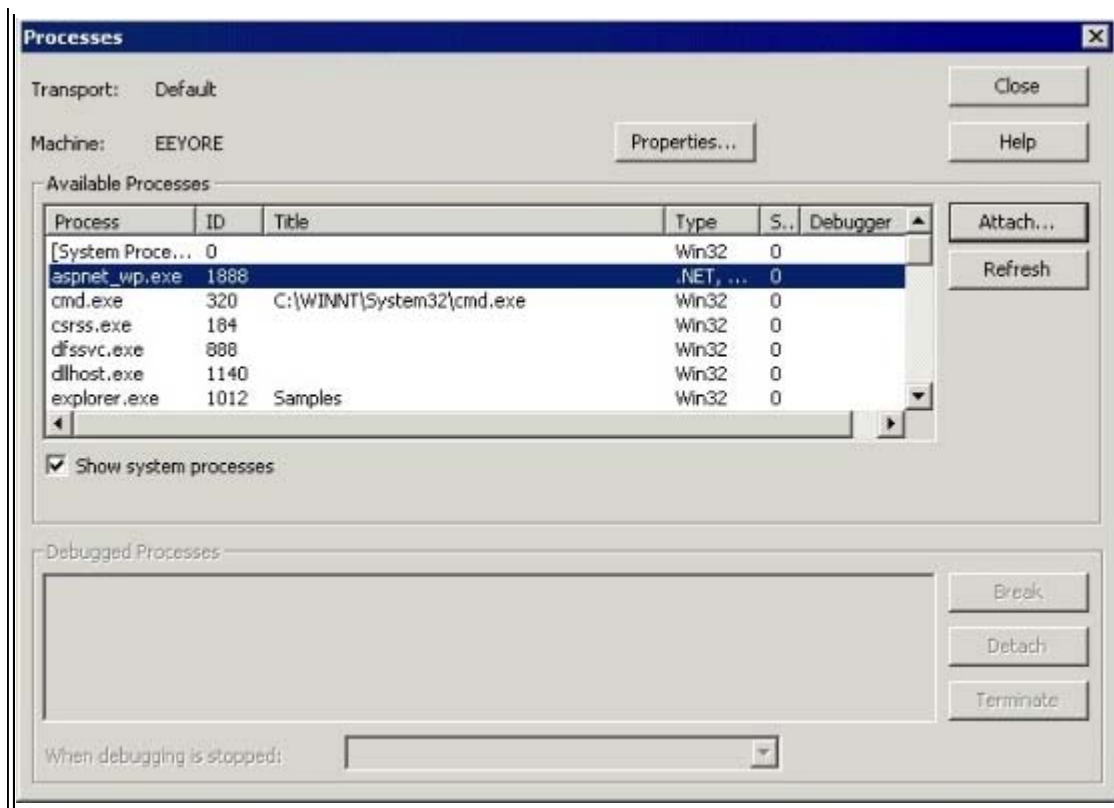 Processes
Transport: Default
Close
Machine: EEYORE
Properties...
Help
Available Processes
Process ID Title Type S.. Debugger
[System Proce... 0 Win32 0
aspnet_wp.exe 1888 .NET, ... 0
cmd.exe 320 C:\WINNT\System32\cmd.exe Win32 0
csrss.exe 184 Win32 0
dfssvc.exe 888 Win32 0
dllhost.exe 1140 Win32 0
explorer.exe 1012 Samples Win32 0
Attach...
Refresh
Show system processes
Debugged Processes
Break
Detach
Terminate
When debugging is stopped: